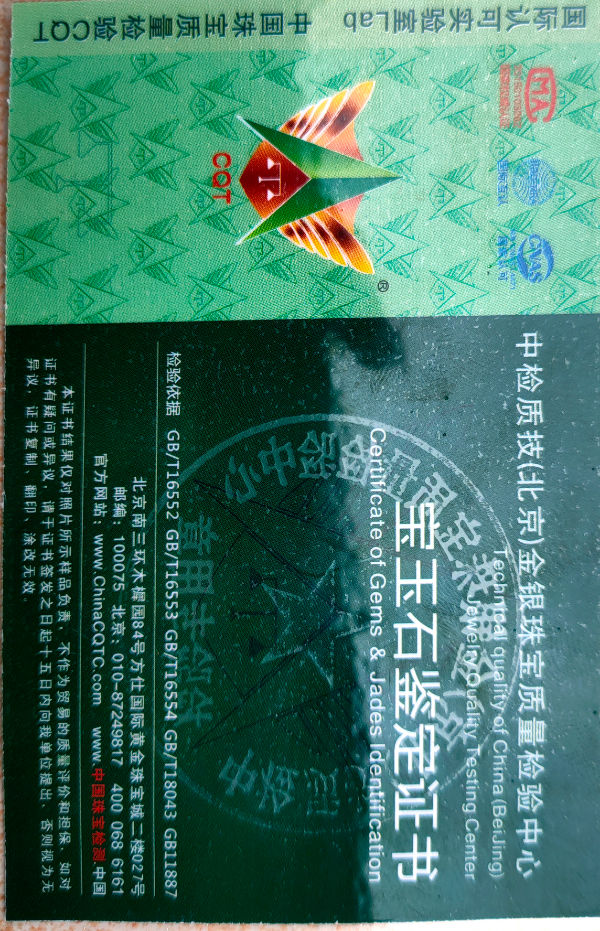 国际认可实验室Lab 中国珠宝质量检验CQT
MA
CNAS
CQT
®
中检质技(北京)金银珠宝质量检验中心
Technical quality of China (BeiJing)
Jewelry Quality Testing Center
宝玉石鉴定证书
Certificate of Gems & Jades Identification
检验依据 GB/T16552 GB/T16553 GB/T16554 GB/T18043 GB11887
北京南三环木樨园84号方仕国际黄金珠宝城二楼027号
邮编：100075 北京：010-87249817 400 068 6161
官方网站：www.ChinaCQTC.com www.中国珠宝检测.中国
本证书结果仅对照片所示样品负责，不作为贸易的质量评价和担保，如对
证书有疑问或异议，请于证书签发之日起十五日内向我单位提出，否则视为无
异议，证书复制、翻印、涂改无效。